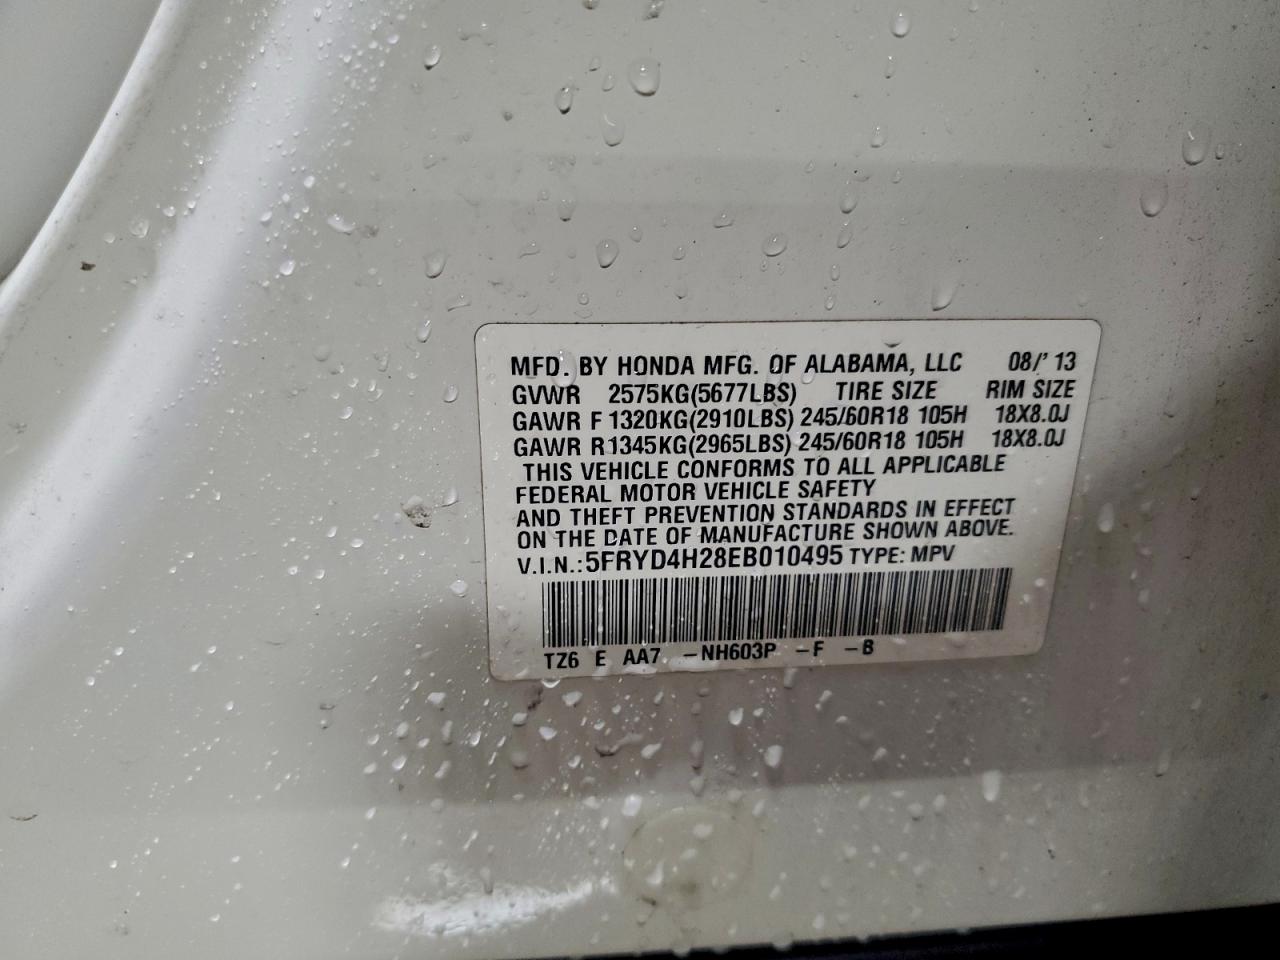 MFD. BY HONDA MFG. OF ALABAMA, LLC 08/' 13
GVWR 2575KG(5677LBS) TIRE SIZE RIM SIZE
GAWR F 1320KG(2910LBS) 245/60R18 105H 18X8.0J
GAWR R1345KG(2965LBS) 245/60R18 105H 18X8.0J
THIS VEHICLE CONFORMS TO ALL APPLICABLE
FEDERAL MOTOR VEHICLE SAFETY
AND THEFT PREVENTION STANDARDS IN EFFECT
ON THE DATE OF MANUFACTURE SHOWN ABOVE.
V.I.N.: 5FRYD4H28EB010495 TYPE: MPV
TZ6 E AA7 -NH603P -F -B